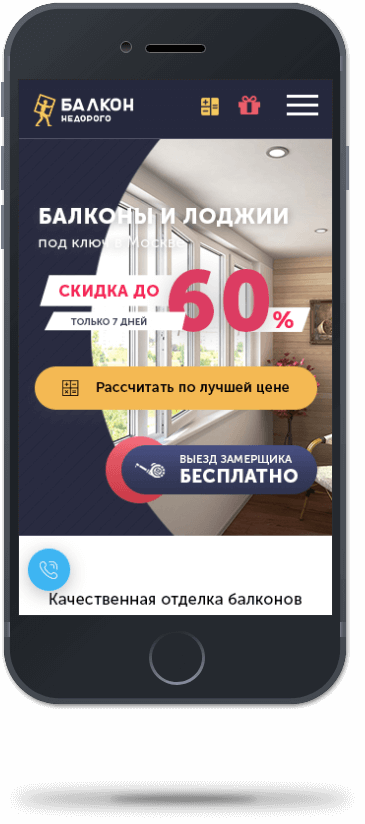 БАЛКОН
НЕДОРОГО
БАЛКОНЫ И ЛОДЖИИ
под ключ в Москве
СКИДКА ДО 60%
ТОЛЬКО 7 ДНЕЙ
Рассчитать по лучшей цене
ВЫЕЗД ЗАМЕРЩИКА
БЕСПЛАТНО
Качественная отделка балконов